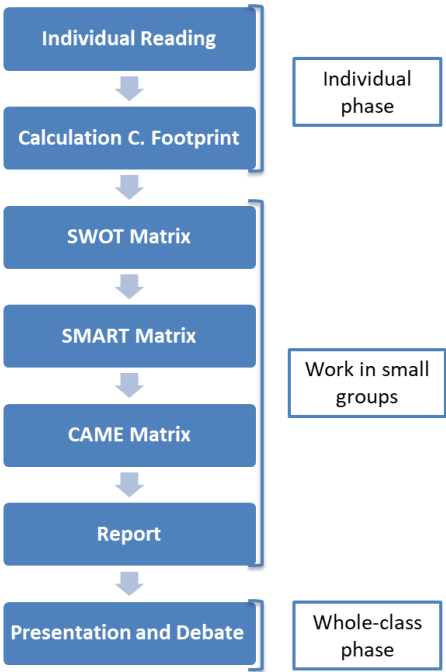 Individual Reading
Individual
phase
Calculation C. Footprint
SWOT Matrix
SMART Matrix
Work in small
groups
CAME Matrix
Report
Presentation and Debate
Whole-class
phase